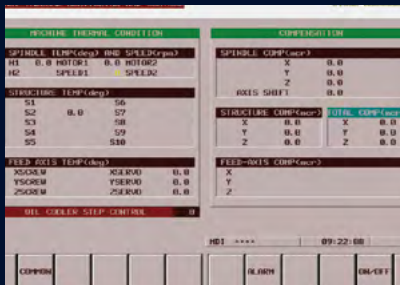 MACHINE THERMAL CONDITION
SPINDLE TEMP(deg) AND SPEED(rpm)
H1 0.0 MOTOR1 0.0 MOTOR2
H2 SPEED1 SPEED2
STRUCTURE TEMP(deg)
S1 S6
S2 0.0 S7
S3 S8
S4 S9
S5 S10
FEED AXIS TEMP(deg)
XSCREW XSERVO 0.0
YSCREW YSERVO 0.0
ZSCREW ZSERVO 0.0
OIL COOLER STEP CONTROL 0
COMPENSATION
SPINDLE COMP(mcr)
X 0.0
Y 0.0
Z 0.0
AXIS SHIFT 0.0
STRUCTURE COMP(mcr) TOTAL COMP(mcr)
X 0.0 X 0.0
Y 0.0 Y 0.0
Z 0.0 Z 0.0
FEED-AXIS COMP(mcr)
X
Y
Z
MDI **** 09:22:08
COMMON ALARM ON/OFF